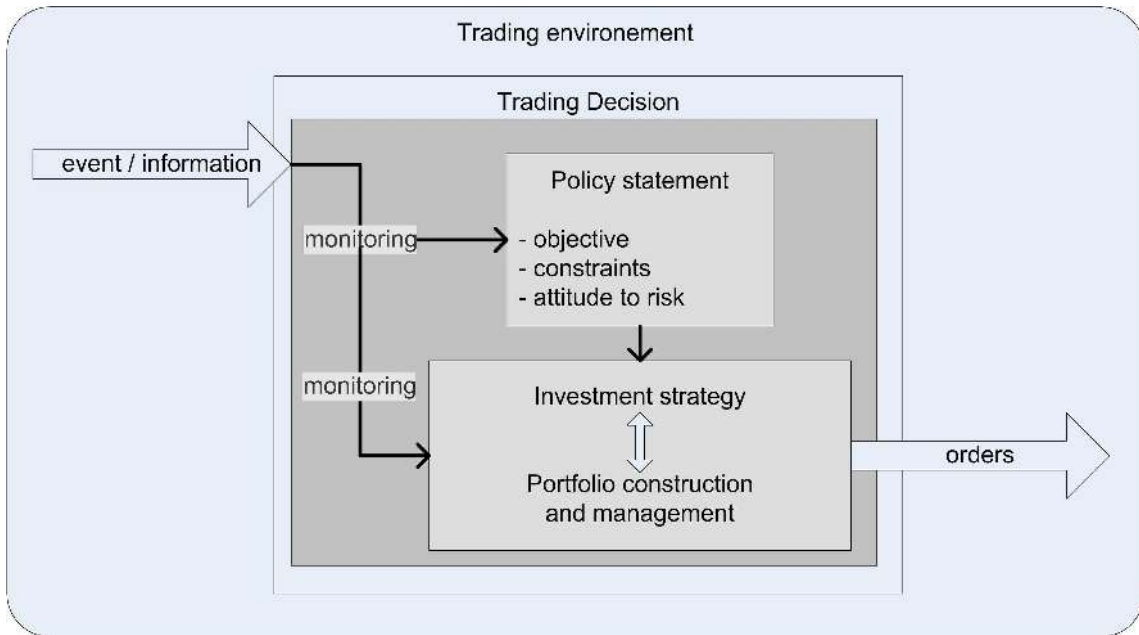 Trading environement
Trading Decision
event / information
Policy statement
monitoring
- objective
- constraints
- attitude to risk
monitoring
Investment strategy
orders
Portfolio construction
and management